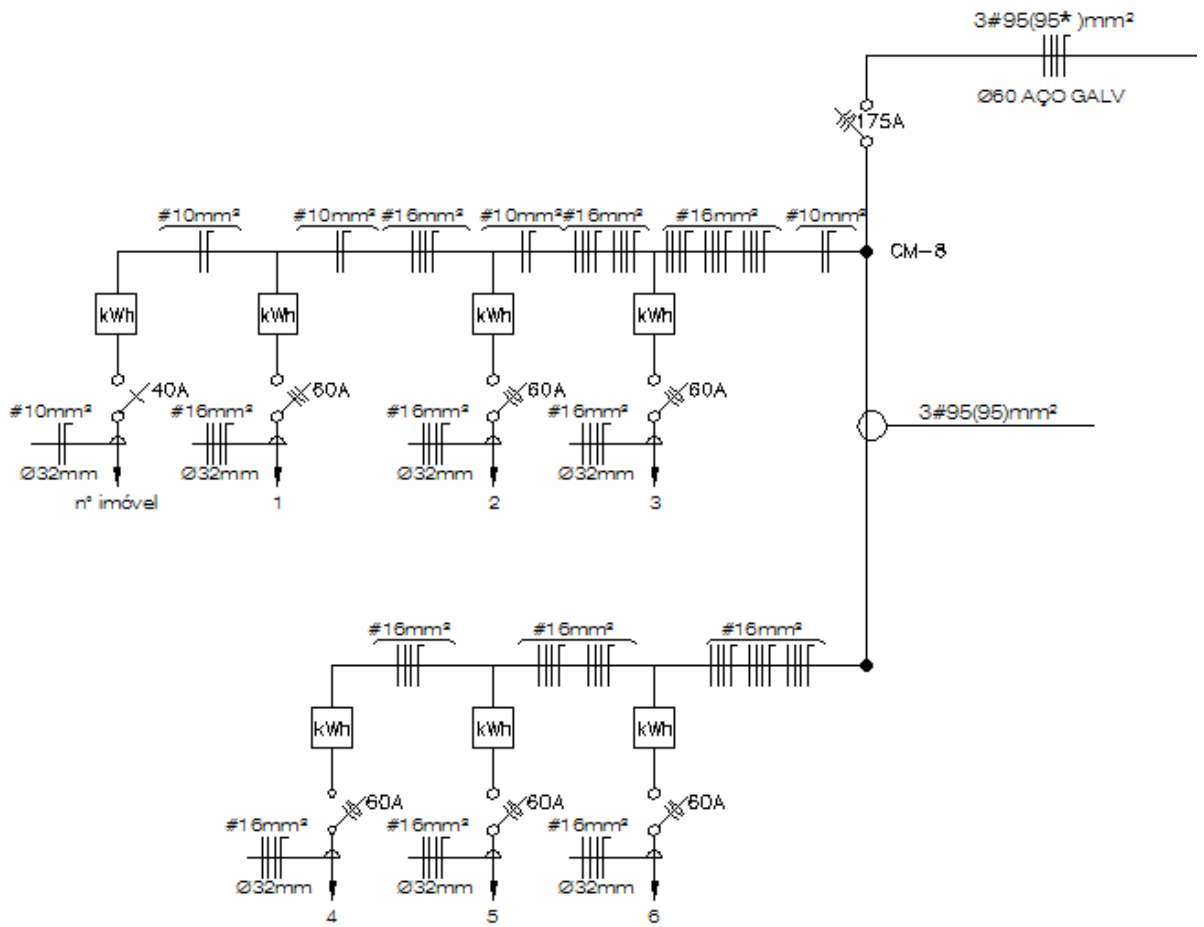 3#95(95*)mm²
Ø60 AÇO GALV
175A
#10mm² #10mm² #16mm² #10mm² #16mm² #16mm² #10mm²
CM-8
kWh kWh kWh kWh
40A 60A 60A 60A
#10mm² #16mm² #16mm² #16mm²
3#95(95)mm²
Ø32mm Ø32mm Ø32mm Ø32mm
n° imóvel 1 2 3
#16mm² #16mm² #16mm²
kWh kWh kWh
60A 60A 60A
#16mm² #16mm² #16mm²
Ø32mm Ø32mm Ø32mm
4 5 6